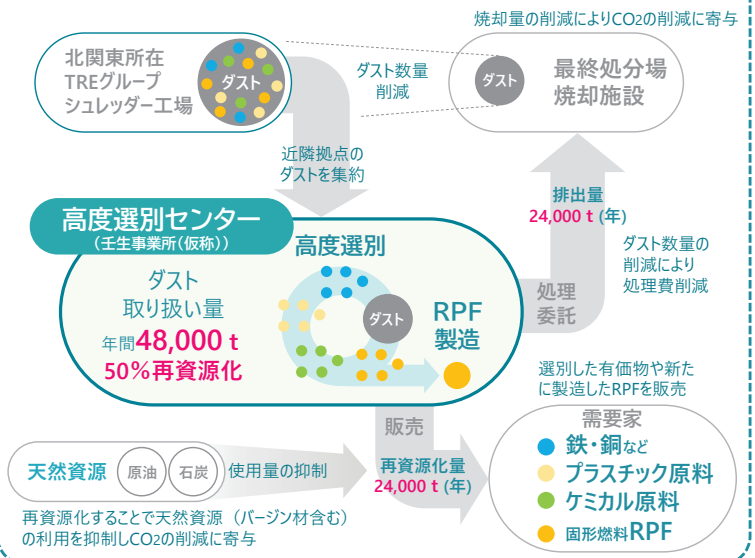 焼却量の削減によりCO2の削減に寄与
北関東所在
TREグループ
シュレッダー工場
ダスト
ダスト数量
削減
ダスト
最終処分場
焼却施設
近隣拠点の
ダストを集約
排出量
24,000 t (年)
ダスト数量の
削減により
処理費削減
高度選別センター
(壬生事業所(仮称))
高度選別
ダスト
取り扱い量
年間48,000 t
50%再資源化
ダスト
RPF
製造
処理
委託
選別した有価物や新た
に製造したRPFを販売
販売
需要家
鉄・銅など
プラスチック原料
ケミカル原料
固形燃料RPF
天然資源
原油
石炭
使用量の抑制
再資源化量
24,000 t (年)
再資源化することで天然資源（バージン材含む）
の利用を抑制しCO2の削減に寄与